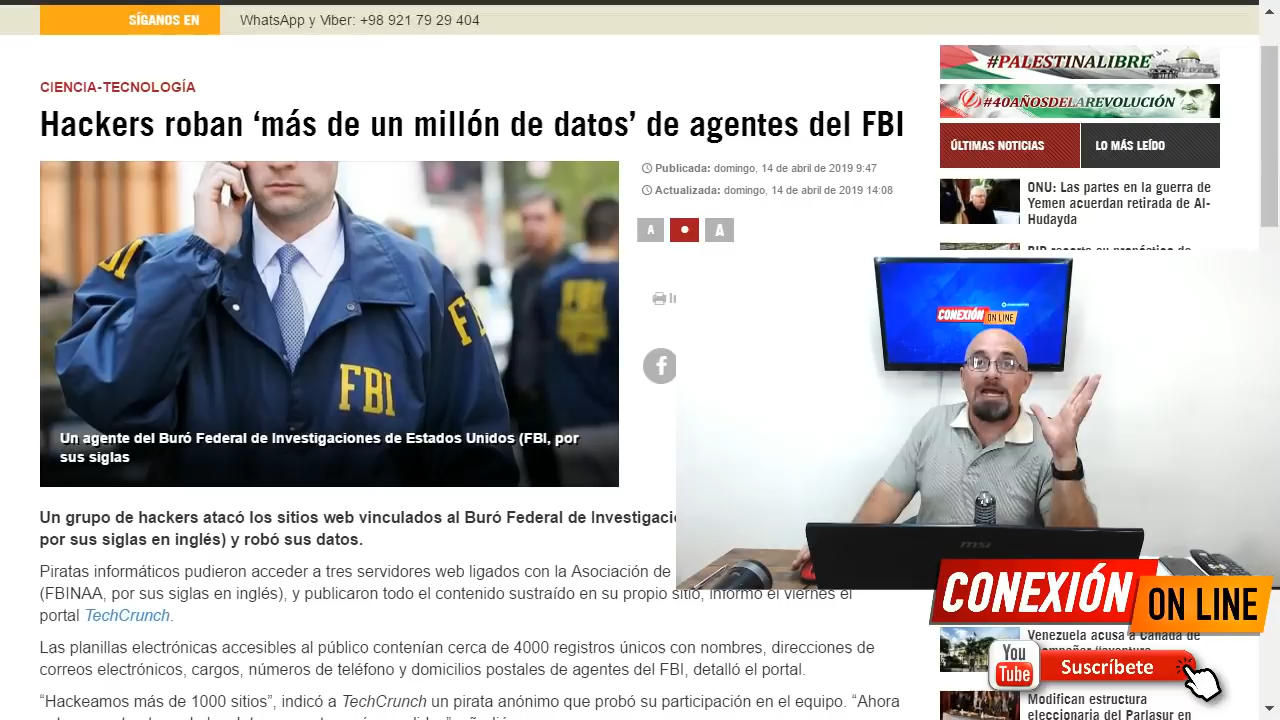 SÍGANOS EN
WhatsApp y Viber: +98 921 79 29 404
CIENCIA-TECNOLOGÍA
Hackers roban ‘más de un millón de datos’ de agentes del FBI
Publicada: domingo, 14 de abril de 2019 9:47
Actualizada: domingo, 14 de abril de 2019 14:08
A A
FBI
FBI
Un agente del Buró Federal de Investigaciones de Estados Unidos (FBI, por
sus siglas
Un grupo de hackers atacó los sitios web vinculados al Buró Federal de
por sus siglas en inglés) y robó sus datos.
Piratas informáticos pudieron acceder a tres servidores web ligados con la Asociación de
(FBINAA, por sus siglas en inglés), y publicaron todo el contenido sustraído en su propio sitio, informó el viernes el
portal TechCrunch.
Las planillas electrónicas accesibles al público contenían cerca de 4000 registros únicos con nombres, direcciones de
correos electrónicos, cargos, números de teléfono y domicilios postales de agentes del FBI, detalló el portal.
“Hackeamos más de 1000 sitios”, indicó a TechCrunch un pirata anónimo que probó su participación en el equipo. “Ahora
#PALESTINALIBRE
#40AÑOSDELAREVOLUCIÓN
ÚLTIMAS NOTICIAS
LO MÁS LEÍDO
ONU: Las partes en la guerra de
Yemen acuerdan retirada de Al-
Hudayda
CONEXIÓN
ON LINE
msi
CONEXIÓN
ON LINE
Venezuela acusa a Canadá de
You
Tube
Suscríbete
Modifican estructura
eleccionaria del Parlasur en